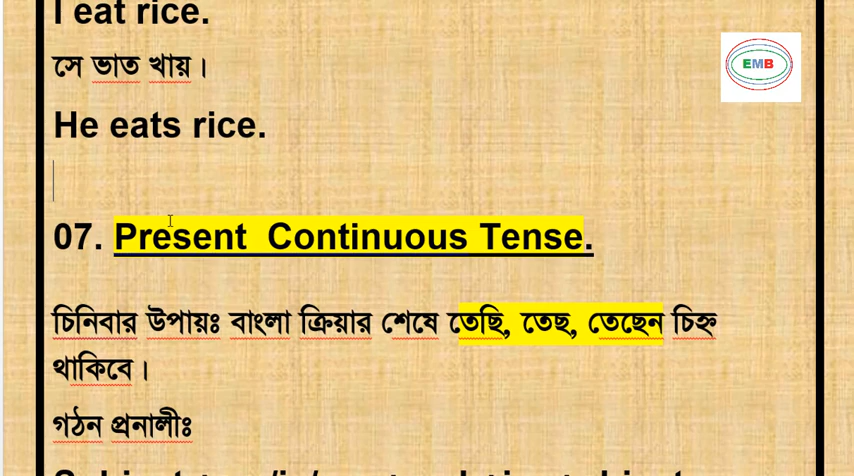 I eat rice.
সে ভাত খায়।
EMB
He eats rice.
07. Present Continuous Tense.
চিনিবার উপায়ঃ বাংলা ক্রিয়ার শেষে তেছি, তেছ, তেছেন চিহ্ন
থাকিবে।
গঠন প্রনালীঃ